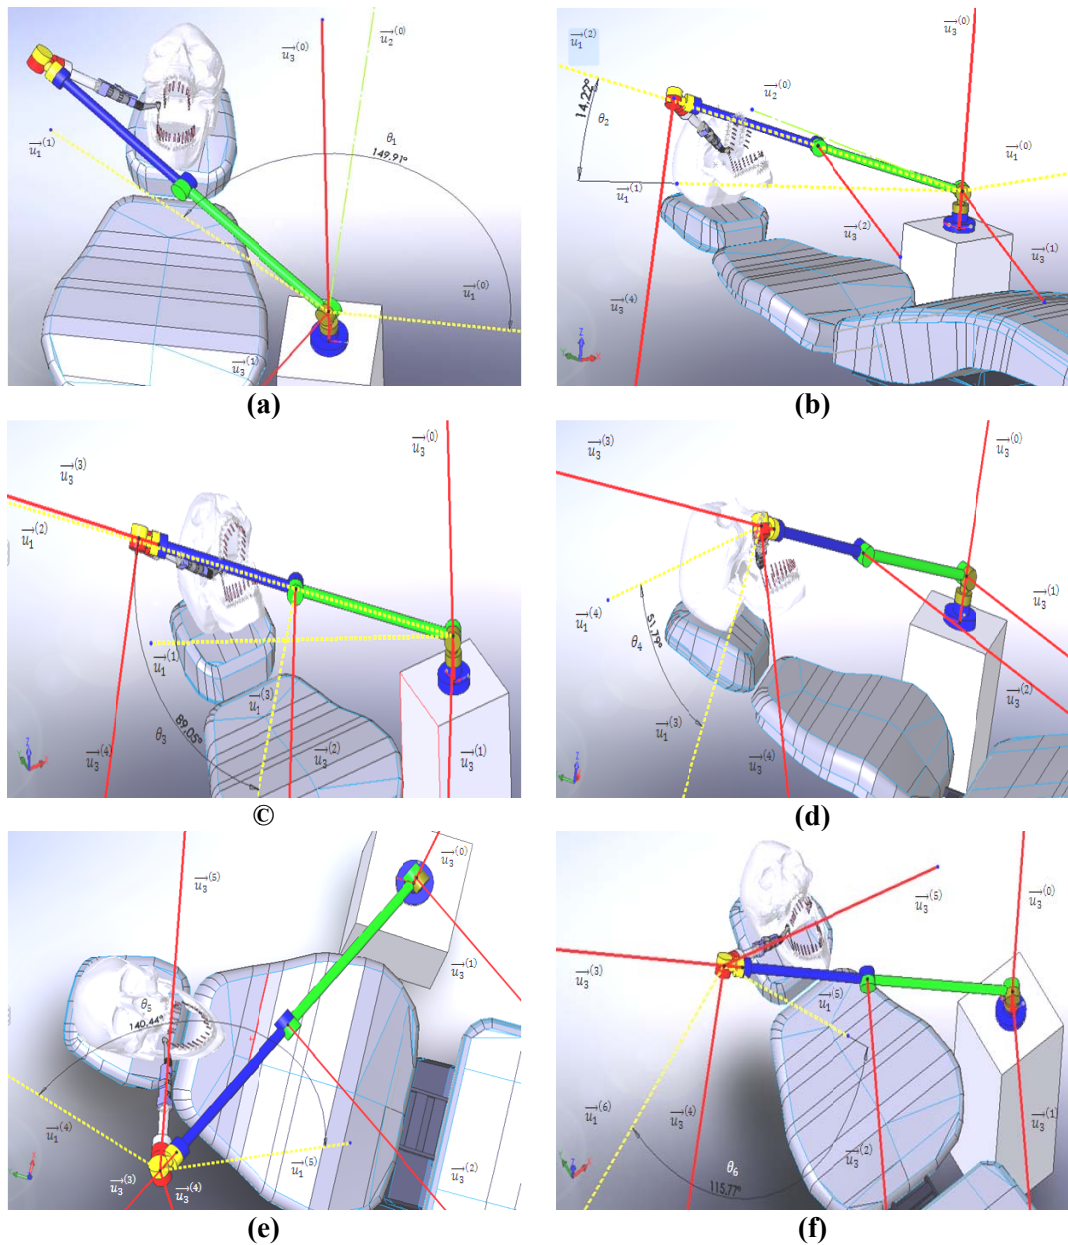 u₃⁽⁰⁾
u₂⁽⁰⁾
θ₁
149.91°
u₁⁽¹⁾
u₁⁽⁰⁾
u₃⁽¹⁾
(a)
u₃⁽⁰⁾
u₁⁽²⁾
u₂⁽⁰⁾
14.22°
θ₂
u₁⁽⁰⁾
u₁⁽¹⁾
u₃⁽²⁾
u₃⁽¹⁾
u₃⁽⁴⁾
Z
(b)
u₃⁽⁰⁾
u₃⁽³⁾
u₁⁽²⁾
u₁⁽¹⁾
u₁⁽³⁾
89.05°
θ₃
u₃⁽²⁾
u₃⁽¹⁾
u₃⁽⁴⁾
Z
©
u₃⁽³⁾
u₃⁽⁰⁾
u₁⁽⁴⁾
51.79°
θ₄
u₃⁽¹⁾
u₃⁽²⁾
u₁⁽³⁾
u₃⁽⁴⁾
Z
(d)
u₃⁽⁰⁾
u₃⁽⁵⁾
u₃⁽¹⁾
θ₅
140.44°
u₁⁽⁴⁾
u₁⁽⁵⁾
u₃⁽³⁾
u₃⁽⁴⁾
u₃⁽²⁾
(e)
u₃⁽⁵⁾
u₃⁽⁰⁾
u₃⁽³⁾
u₁⁽⁵⁾
u₁⁽⁶⁾
u₃⁽⁴⁾
u₃⁽²⁾
u₃⁽¹⁾
θ₆
115.77°
(f)